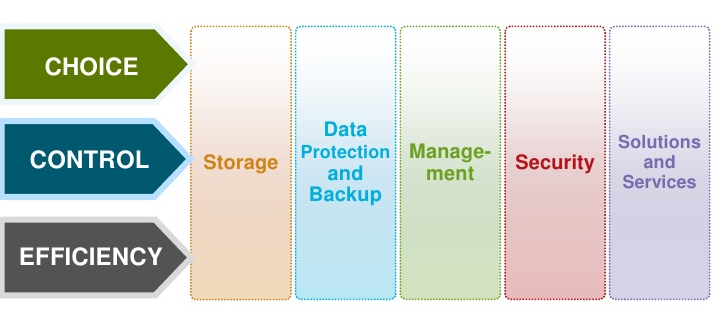 CHOICE
CONTROL
EFFICIENCY
Storage
Data
Protection
and
Backup
Manage-
ment
Security
Solutions
and
Services